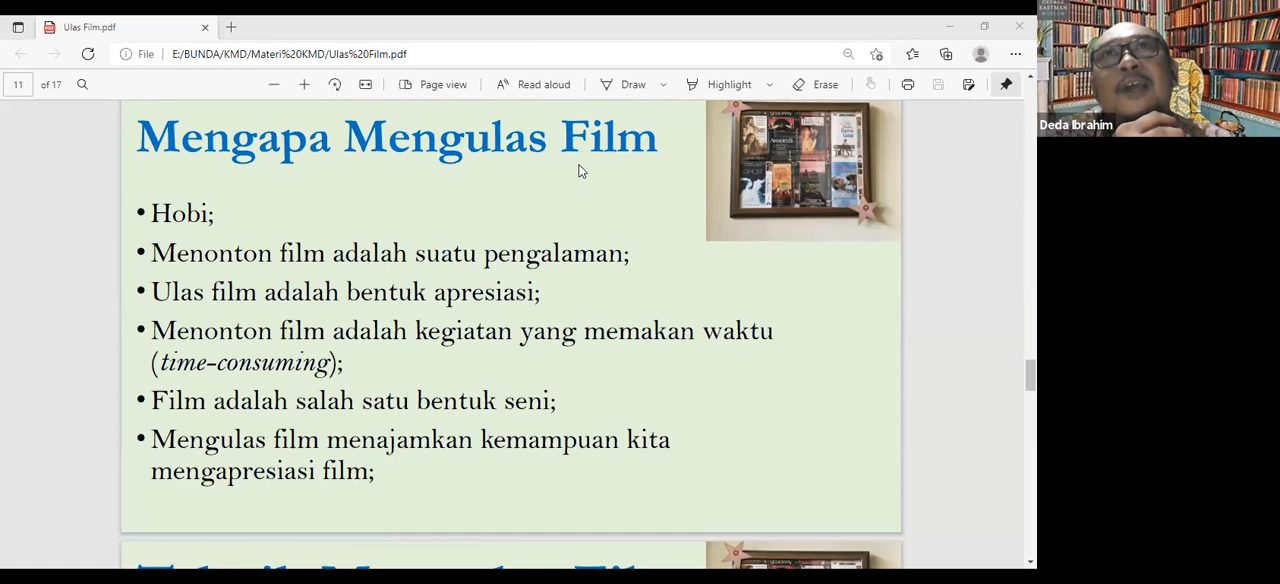 Ulas Film.pdf
File
E:/BUNDA/KMD/Materi%20KMD/Ulas%20Film.pdf
11 of 17
Page view
Read aloud
Draw
Highlight
Erase
GEORGE
EASTMAN
MUSEUM
Deda Ibrahim
Mengapa Mengulas Film
• Hobi;
• Menonton film adalah suatu pengalaman;
• Ulas film adalah bentuk apresiasi;
• Menonton film adalah kegiatan yang memakan waktu
(time-consuming);
• Film adalah salah satu bentuk seni;
• Mengulas film menajamkan kemampuan kita
mengapresiasi film;